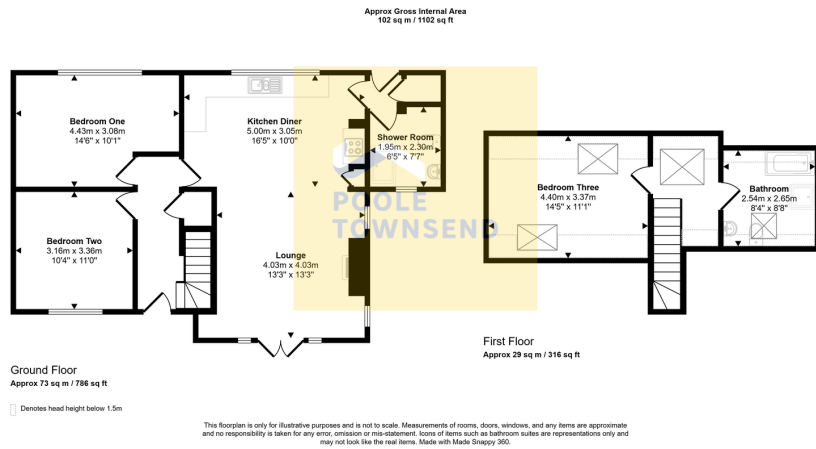 Approx Gross Internal Area
102 sq m / 1102 sq ft
Bedroom One
4.43m x 3.08m
14'6" x 10'1"
Kitchen Diner
5.00m x 3.05m
16'5" x 10'0"
Shower Room
1.95m x 2.30m
6'5" x 7'7"
Bedroom Two
3.16m x 3.36m
10'4" x 11'0"
Lounge
4.03m x 4.03m
13'3" x 13'3"
POOLE
TOWNSEND
Bedroom Three
4.40m x 3.37m
14'5" x 11'1"
Bathroom
2.54m x 2.65m
8'4" x 8'8"
First Floor
Approx 29 sq m / 316 sq ft
Ground Floor
Approx 73 sq m / 786 sq ft
Denotes head height below 1.5m
This floorplan is only for illustrative purposes and is not to scale. Measurements of rooms, doors, windows, and any items are approximate
and no responsibility is taken for any error, omission or mis-statement. Icons of items such as bathroom suites are representations only and
may not look like the real items. Made with Made Snappy 360.